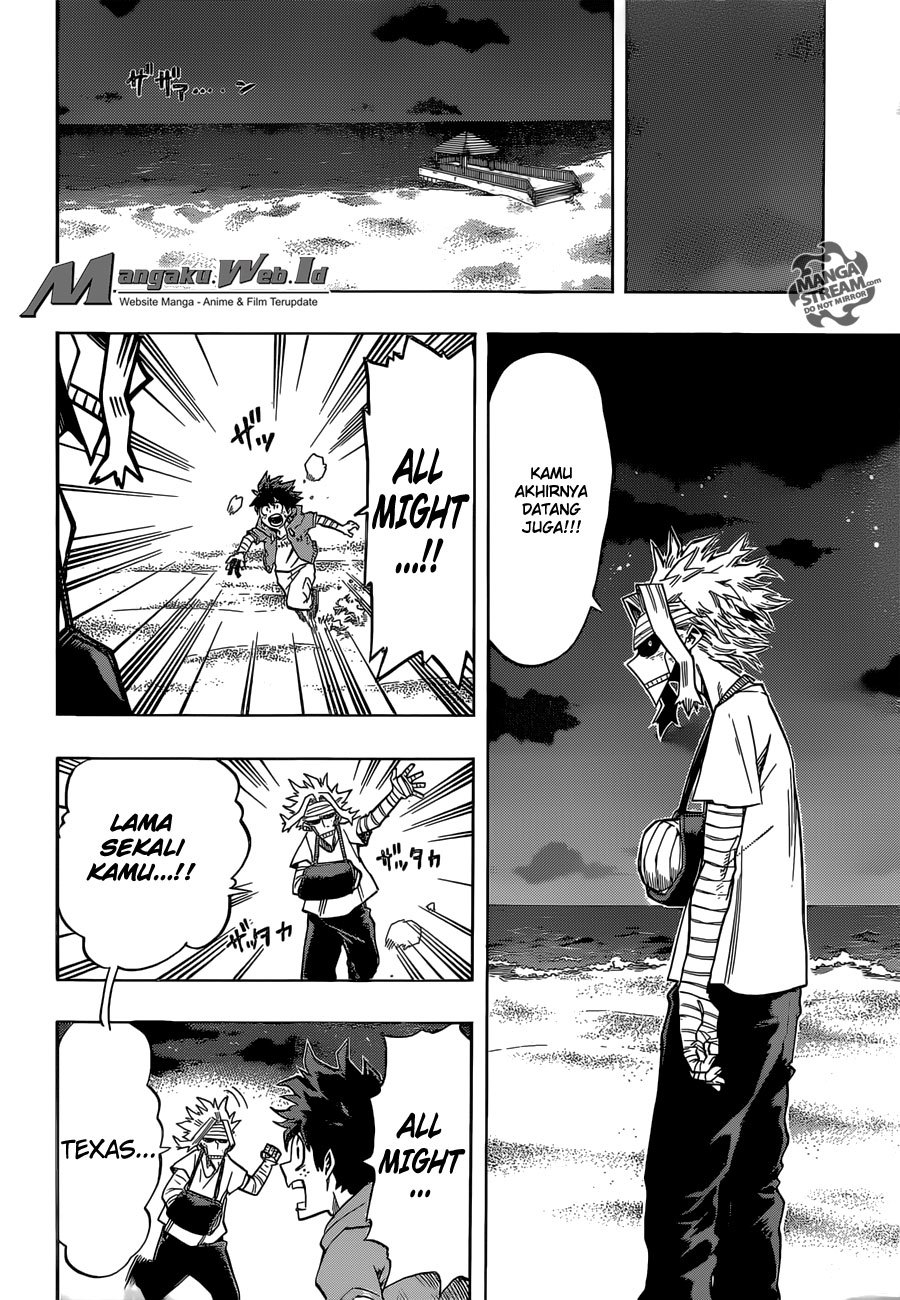 ザザァ....ン
Mangaku.Web.Id
Website Manga - Anime & Film Terupdate
MANGA
STREAM.com
DO NOT MIRROR
KAMU
AKHIRNYA
DATANG
JUGA!!!
ザッ
ALL
MIGHT
...!!
LAMA
SEKALI
KAMU...!!
ザッタカ
ザッタカ
ALL
MIGHT
...
TEXAS...